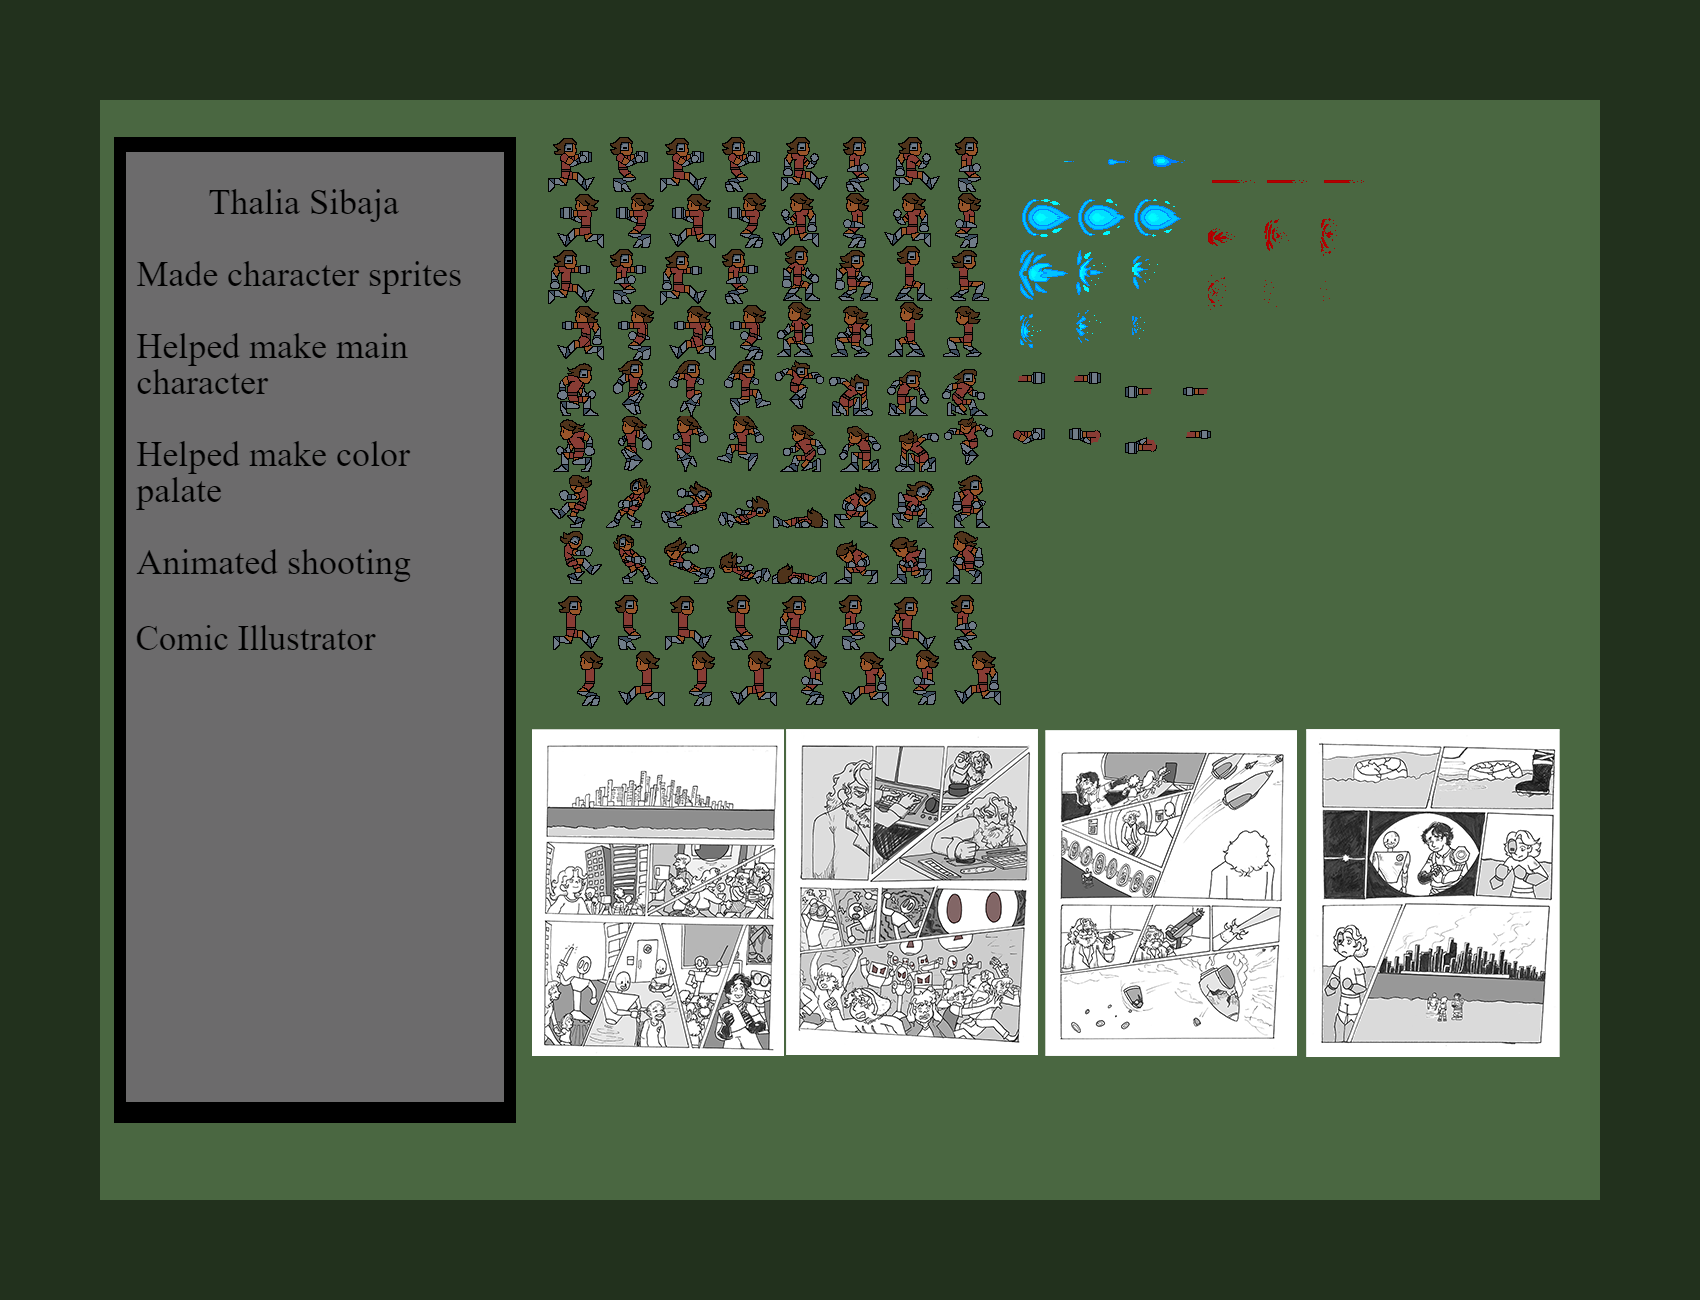 Thalia Sibaja
Made character sprites
Helped make main
character
Helped make color
palate
Animated shooting
Comic Illustrator